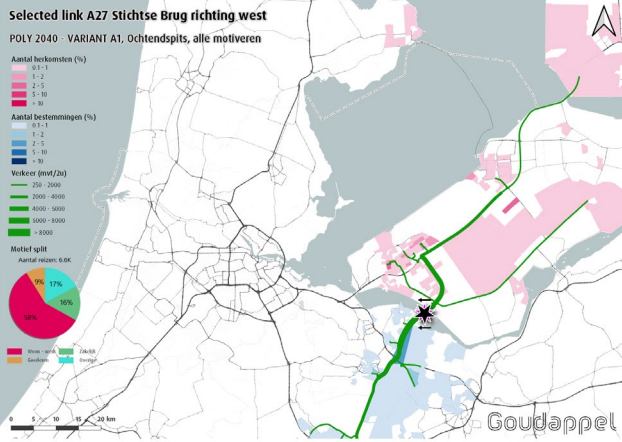 Selected link A27 Stichtse Brug richting west
POLY 2040 - VARIANT A1, Ochtendspits, alle motiveren
Aantal herkomsten (%)
0.1 - 1
1 - 2
2 - 5
5 - 10
> 10
Aantal bestemmingen (%)
0.1 - 1
1 - 2
2 - 5
5 - 10
> 10
Verkeer (mvt/2u)
250 - 2000
2000 - 4000
4000 - 6000
6000 - 8000
> 8000
Motief split
Aantal reizen: 6.6K
9%
17%
16%
58%
Woon - werk
Zakelijk
Overige
0 5 10 15 20 km
Goudappel